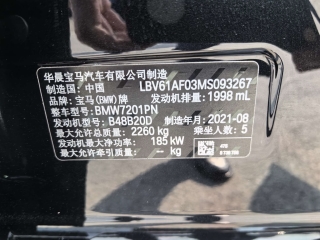 华晨宝马汽车有限公司制造
制造国：中国 LBV61AF03MS093267
品牌：宝马(BMW)牌 发动机排量：1998 mL
整车型号：BMW7201PN
发动机型号：B48B20D 制造年月：2021-08
最大允许总质量：2260 kg 乘坐人数：5
发动机最大净功率：185 kW
最大允许牵引质量：-- kg